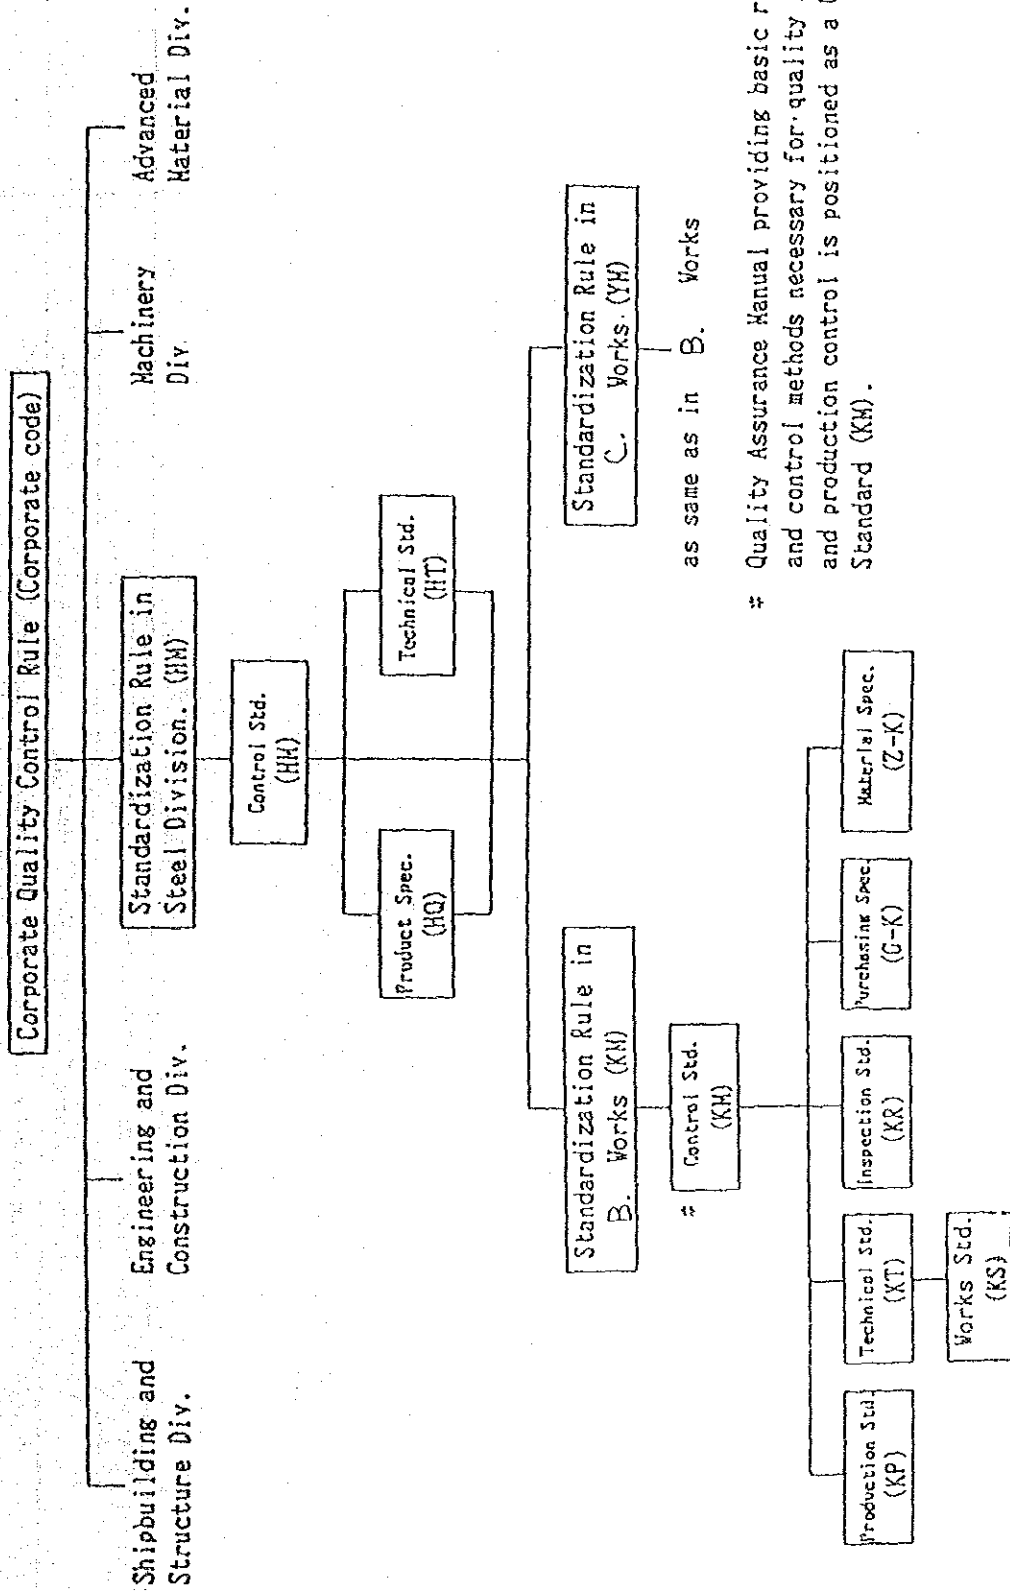 Corporate Quality Control Rule (Corporate code)
Shipbuilding and
Structure Div.
Engineering and
Construction Div.
Standardization Rule in
Steel Division. (HM)
Machinery
Div.
Advanced
Material Div.
Control Std.
(HM)
Product Spec.
(HQ)
Technical Std.
(HT)
Standardization Rule in
B. Works (KM)
Standardization Rule in
C. Works. (YM)
# Control Std.
(KM)
as same as in B. Works
Production Std.
(KP)
Technical Std.
(KT)
Inspection Std.
(KR)
Purchasing Spec.
(G-K)
Material Spec.
(Z-K)
Works Std.
(KS)
# Quality Assurance Manual providing basic
and control methods necessary for quality
and production control is positioned as a
Standard (KM).